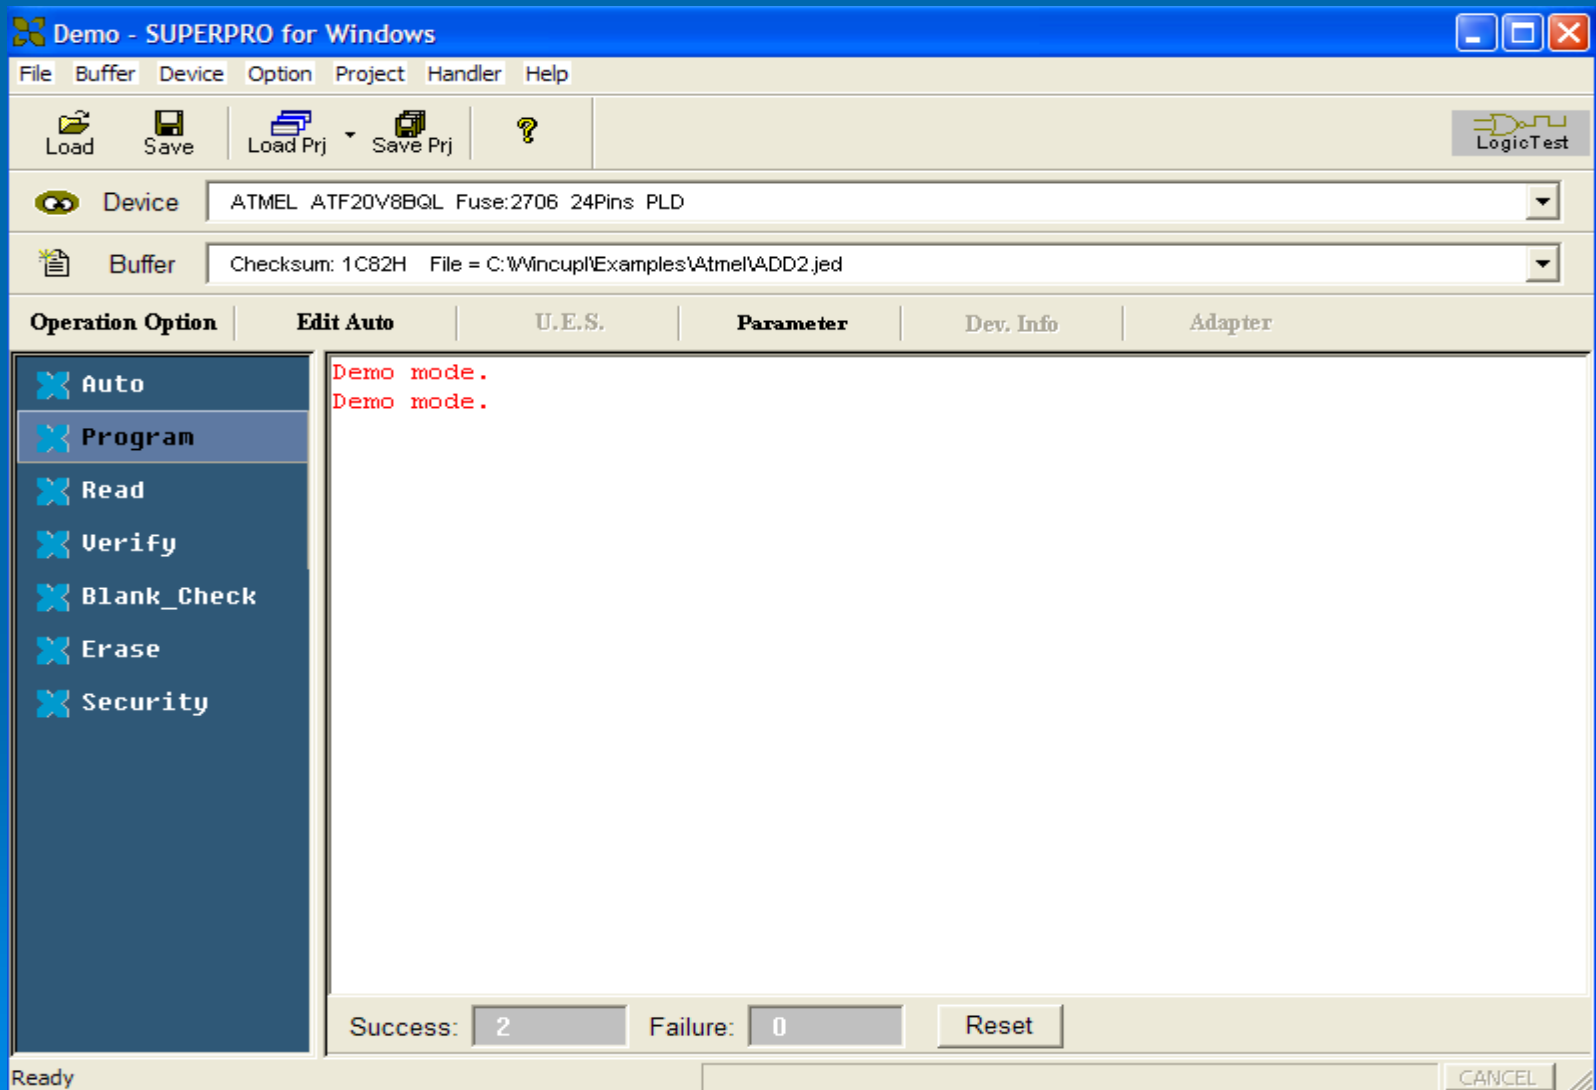 Demo - SUPERPRO for Windows
File Buffer Device Option Project Handler Help
Load Save Load Prj Save Prj LogicTest
Device ATMEL ATF20V8BQL Fuse:2706 24Pins PLD
Buffer Checksum: 1C82H File = C:\Wincupl\Examples\Atmel\ADD2.jed
Operation Option Edit Auto U.E.S. Parameter Dev. Info Adapter
Auto
Program
Read
Verify
Blank_Check
Erase
Security
Demo mode.
Demo mode.
Success: 2 Failure: 0 Reset
Ready CANCEL